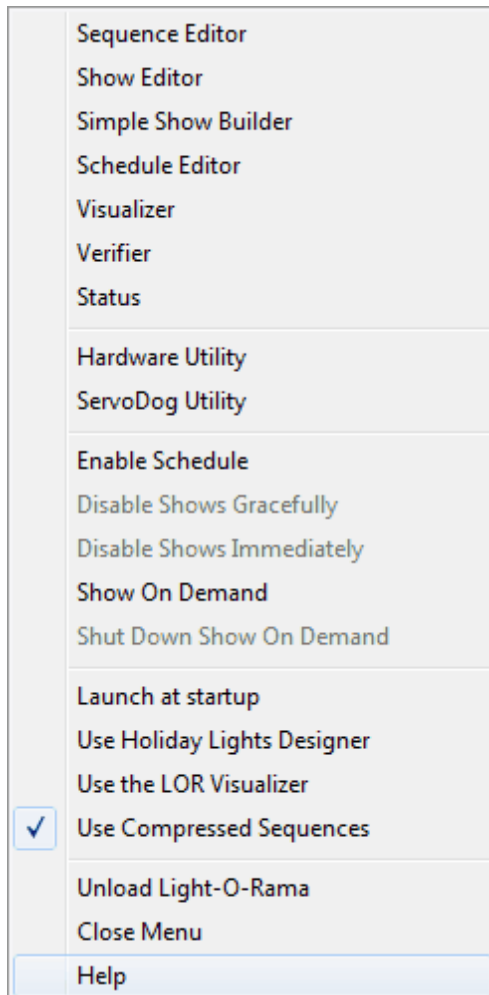 Sequence Editor
Show Editor
Simple Show Builder
Schedule Editor
Visualizer
Verifier
Status
Hardware Utility
ServoDog Utility
Enable Schedule
Disable Shows Gracefully
Disable Shows Immediately
Show On Demand
Shut Down Show On Demand
Launch at startup
Use Holiday Lights Designer
Use the LOR Visualizer
Use Compressed Sequences
Unload Light-O-Rama
Close Menu
Help